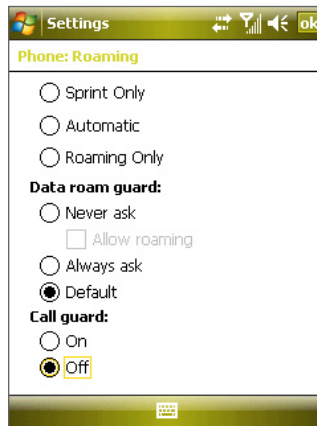 Settings
ok
Phone: Roaming
Sprint Only
Automatic
Roaming Only
Data roam guard:
Never ask
Allow roaming
Always ask
Default
Call guard:
On
Off